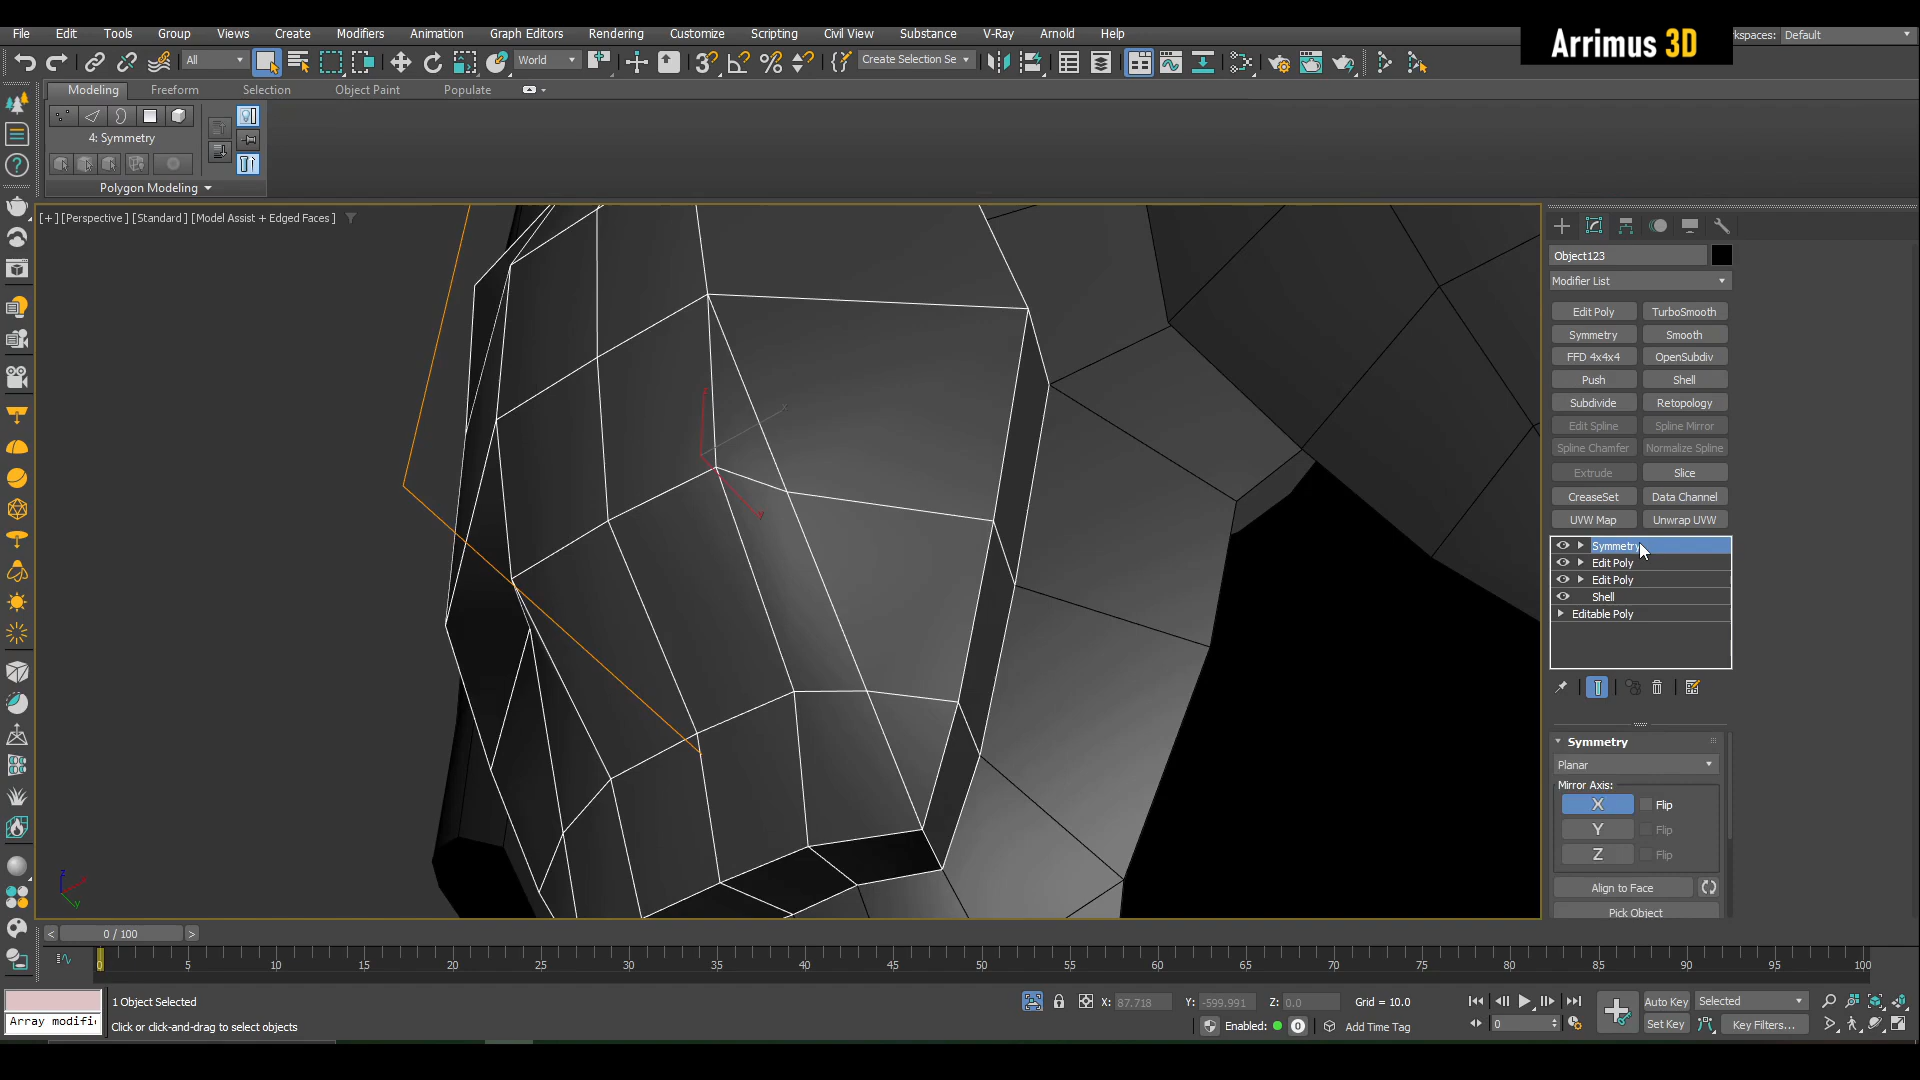 File Edit Tools Group Views Create Modifiers Animation Graph Editors Rendering Customize Scripting Civil View Substance V-Ray Arnold Help
Arrimus 3D
kspaces: Default
All
World
Create Selection Se
Modeling Freeform Selection Object Paint Populate
4: Symmetry
Polygon Modeling
[+] [Perspective] [Standard] [Model Assist + Edged Faces]
Object123
Modifier List
Edit Poly TurboSmooth
Symmetry Smooth
FFD 4x4x4 OpenSubdiv
Push Shell
Subdivide Retopology
Edit Spline Spline Mirror
Spline Chamfer Normalize Spline
Extrude Slice
CreaseSet Data Channel
UVW Map Unwrap UVW
Symmetry
Edit Poly
Edit Poly
Shell
Editable Poly
Symmetry
Planar
Mirror Axis:
X Flip
Y Flip
Z Flip
Align to Face
Pick Object
z
x
y
z
x
y
0 / 100
0 5 10 15 20 25 30 35 40 45 50 55 60 65 70 75 80 85 90 95 100
1 Object Selected
X: 87.718 Y: -599.991 Z: 0.0 Grid = 10.0
Auto Key Selected
Array modifi
Click or click-and-drag to select objects
Enabled: 0 Add Time Tag
0
Set Key Key Filters...